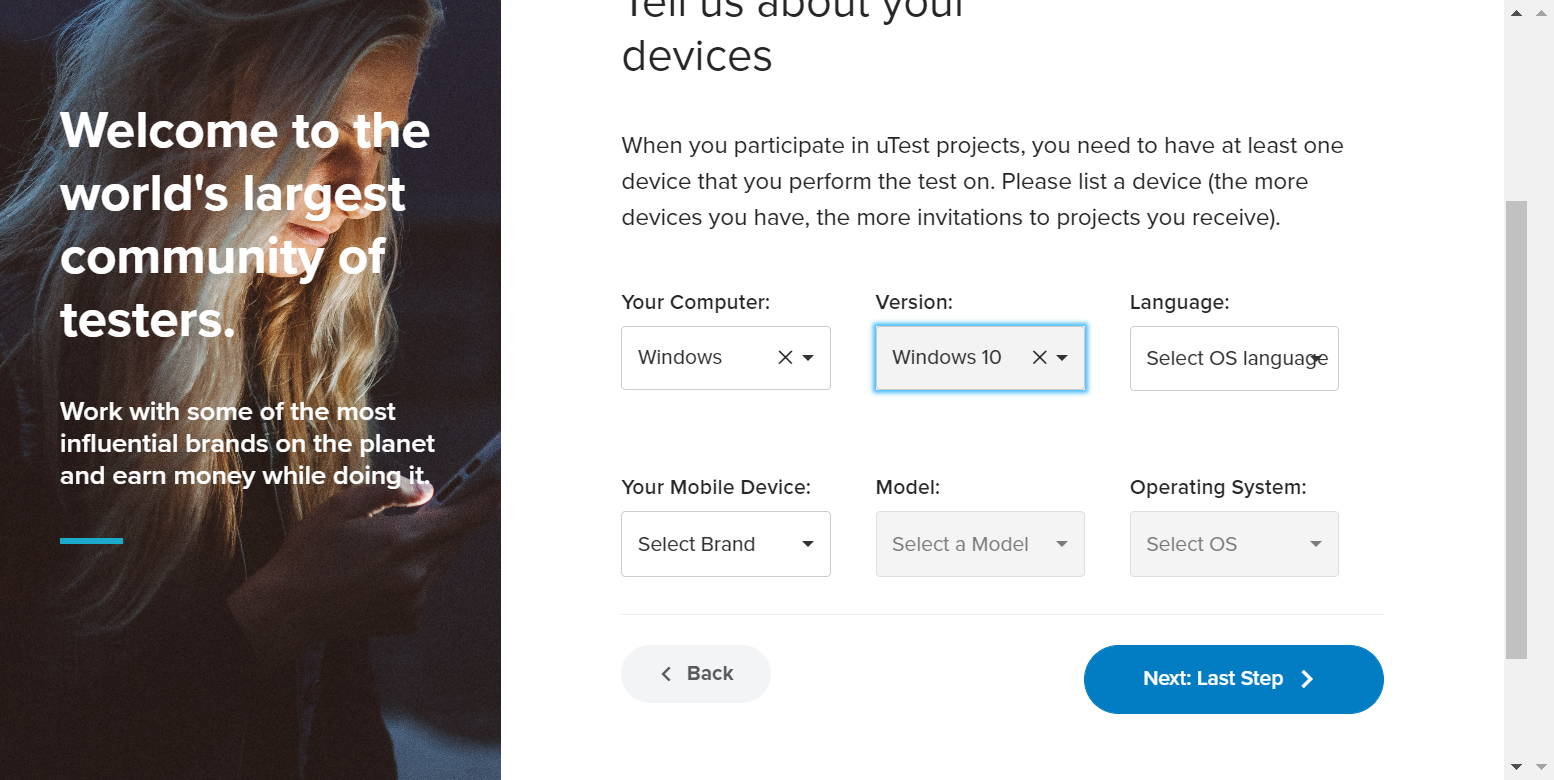 Welcome to the
world's largest
community of
testers.
Work with some of the most
influential brands on the planet
and earn money while doing it.
Tell us about your
devices
When you participate in uTest projects, you need to have at least one
device that you perform the test on. Please list a device (the more
devices you have, the more invitations to projects you receive).
Your Computer: Version: Language:
Windows Windows 10 Select OS language
Your Mobile Device: Model: Operating System:
Select Brand Select a Model Select OS
Back Next: Last Step